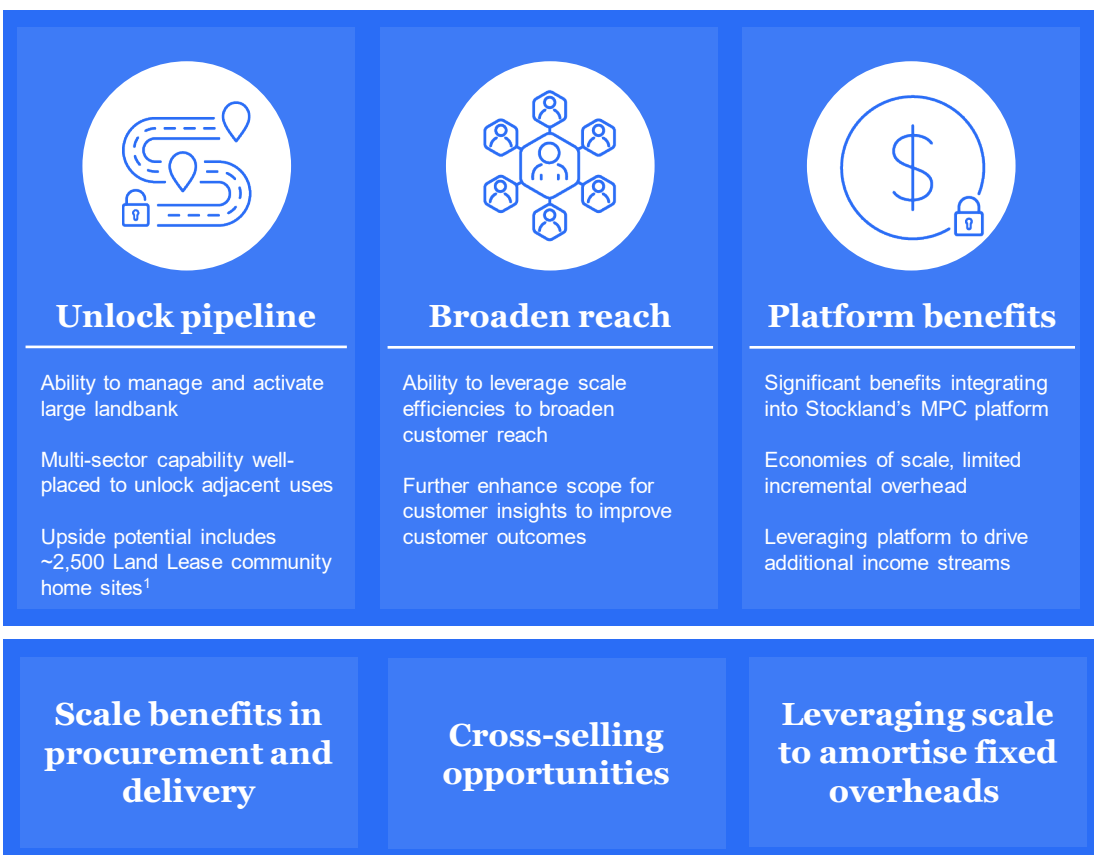 Unlock pipeline
Ability to manage and activate
large landbank
Multi-sector capability well-
placed to unlock adjacent uses
Upside potential includes
~2,500 Land Lease community
home sites¹
Broaden reach
Ability to leverage scale
efficiencies to broaden
customer reach
Further enhance scope for
customer insights to improve
customer outcomes
$
Platform benefits
Significant benefits integrating
into Stockland’s MPC platform
Economies of scale, limited
incremental overhead
Leveraging platform to drive
additional income streams
Scale benefits in
procurement and
delivery
Cross-selling
opportunities
Leveraging scale
to amortise fixed
overheads